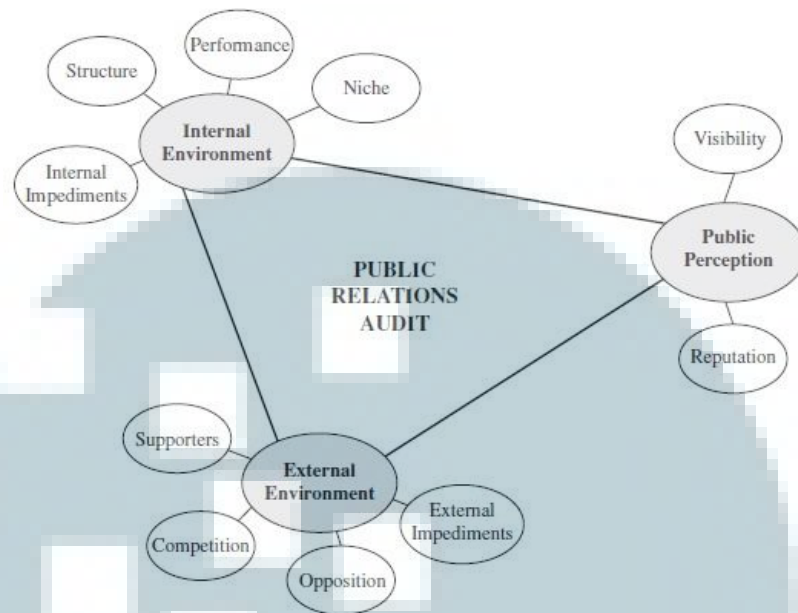 Performance
Structure
Niche
Internal
Environment
Internal
Impediments
Visibility
Public
Perception
Reputation
PUBLIC
RELATIONS
AUDIT
Supporters
External
Environment
External
Impediments
Competition
Opposition